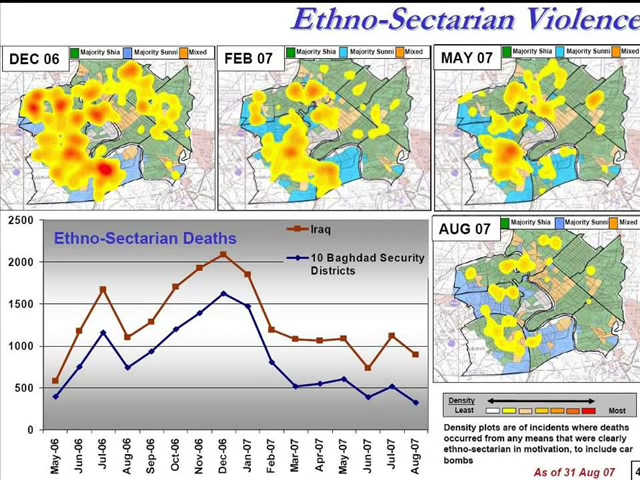 Ethno-Sectarian Violence
DEC 06
Majority Shia Majority Sunni Mixed
FEB 07
Majority Shia Majority Sunni Mixed
MAY 07
Majority Shia Majority Sunni Mixed
AUG 07
Majority Shia Majority Sunni Mixed
Ethno-Sectarian Deaths
Iraq
10 Baghdad Security
Districts
2500
2000
1500
1000
500
0
May-06 Jun-06 Jul-06 Aug-06 Sep-06 Oct-06 Nov-06 Dec-06 Jan-07 Feb-07 Mar-07 Apr-07 May-07 Jun-07 Jul-07 Aug-07
Density
Least Most
Density plots are of incidents where deaths
occurred from any means that were clearly
ethno-sectarian in motivation, to include car
bombs
As of 31 Aug 07
4